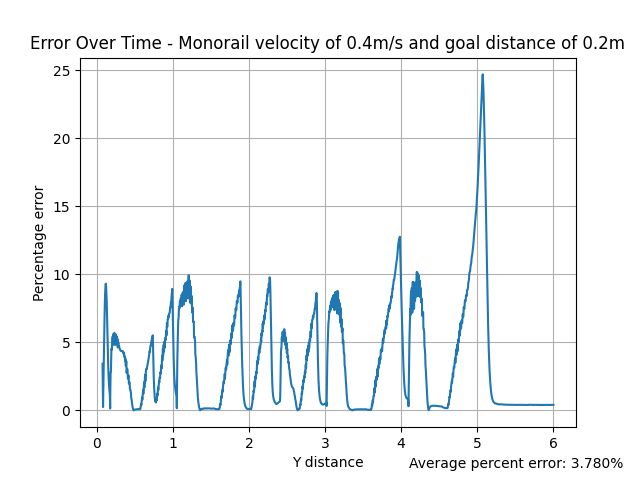 Error Over Time - Monorail velocity of 0.4m/s and goal distance of 0.2m
25
20
15
10
5
0
Percentage error
0 1 2 3 4 5 6
Y distance
Average percent error: 3.780%